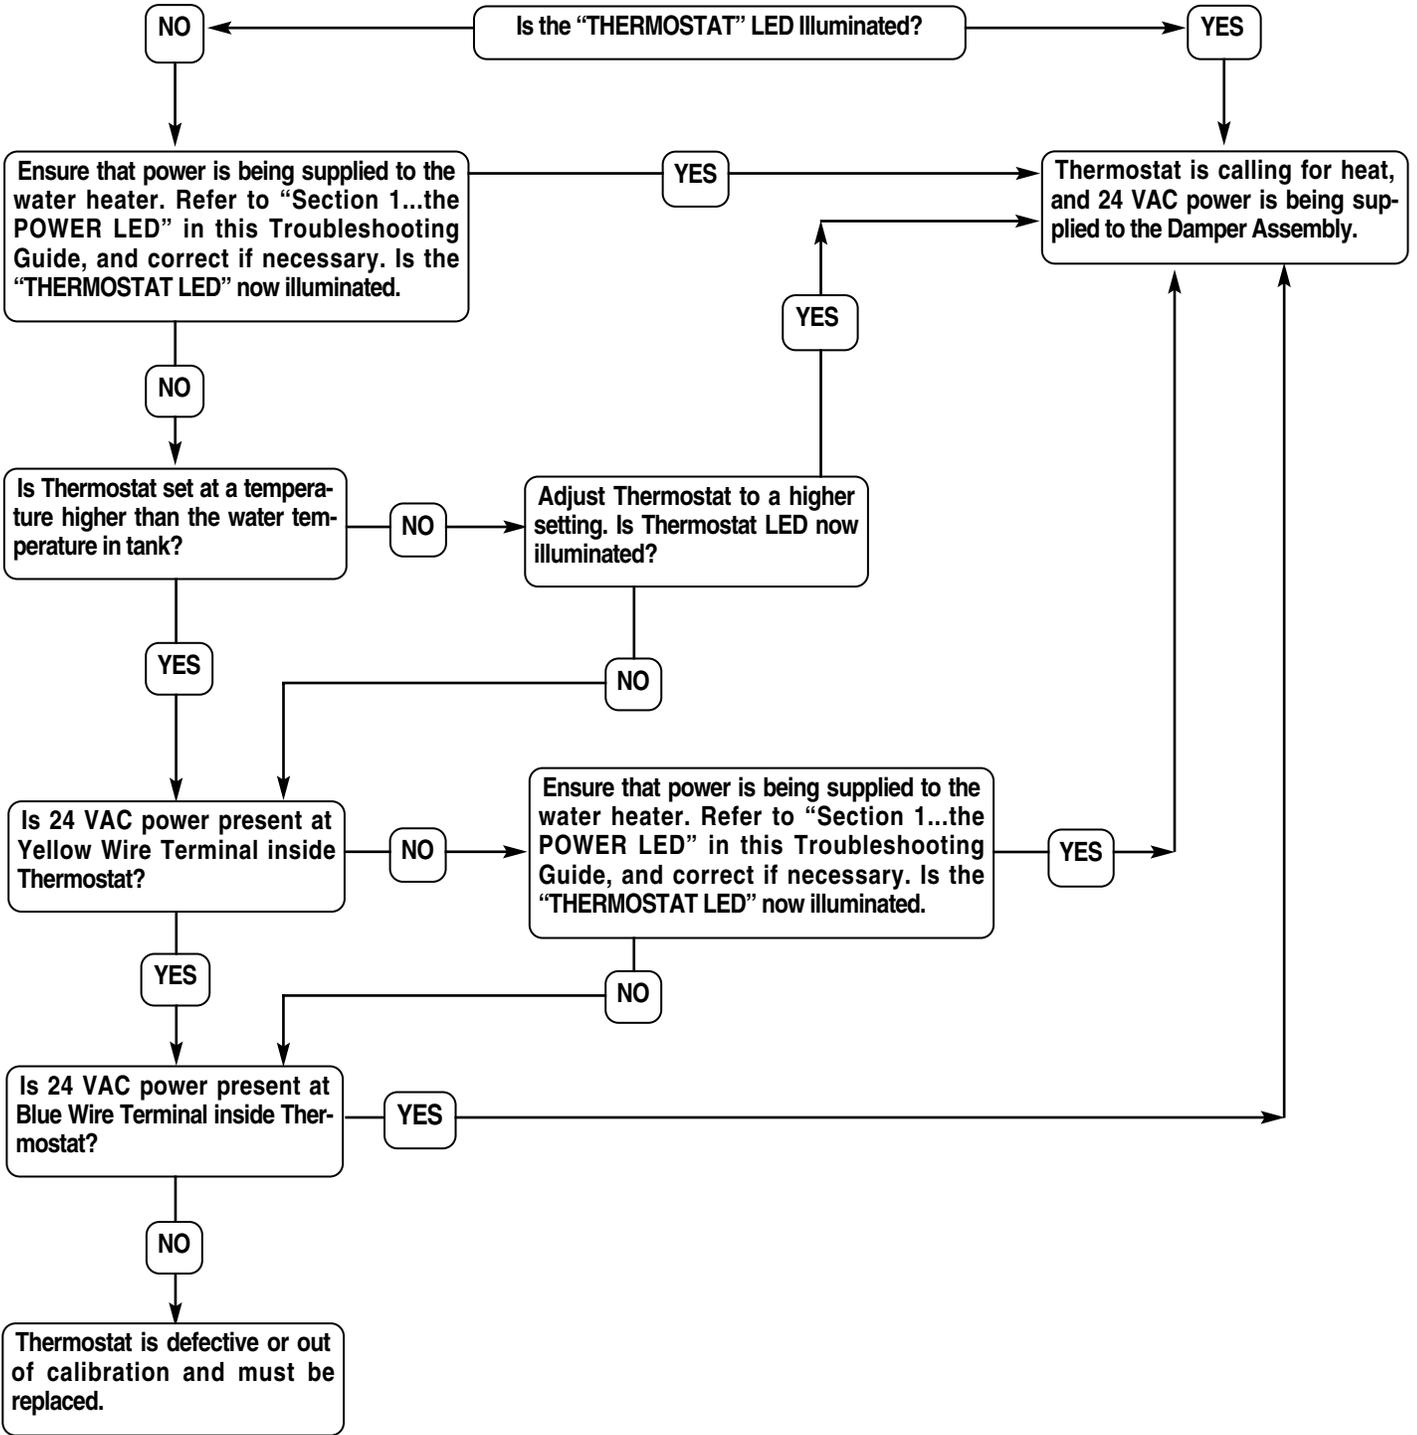 NO
Is the “THERMOSTAT” LED Illuminated?
YES
Ensure that power is being supplied to the
water heater. Refer to “Section 1...the
POWER LED” in this Troubleshooting
Guide, and correct if necessary. Is the
“THERMOSTAT LED” now illuminated.
YES
Thermostat is calling for heat,
and 24 VAC power is being sup-
plied to the Damper Assembly.
YES
NO
Is Thermostat set at a tempera-
ture higher than the water tem-
perature in tank?
NO
Adjust Thermostat to a higher
setting. Is Thermostat LED now
illuminated?
YES
NO
Is 24 VAC power present at
Yellow Wire Terminal inside
Thermostat?
NO
Ensure that power is being supplied to the
water heater. Refer to “Section 1...the
POWER LED” in this Troubleshooting
Guide, and correct if necessary. Is the
“THERMOSTAT LED” now illuminated.
YES
YES
NO
Is 24 VAC power present at
Blue Wire Terminal inside Ther-
mostat?
YES
NO
Thermostat is defective or out
of calibration and must be
replaced.